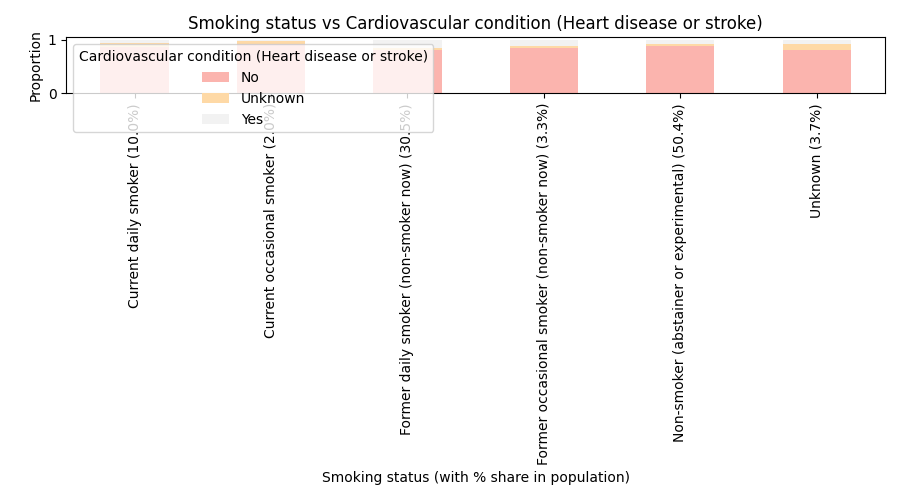 Smoking status vs Cardiovascular condition (Heart disease or stroke)
Proportion
1
0
Cardiovascular condition (Heart disease or stroke)
No
Unknown
Yes
Current daily smoker (10.0%)
Current occasional smoker (2.0%)
Former daily smoker (non-smoker now) (30.5%)
Former occasional smoker (non-smoker now) (3.3%)
Non-smoker (abstainer or experimental) (50.4%)
Unknown (3.7%)
Smoking status (with % share in population)